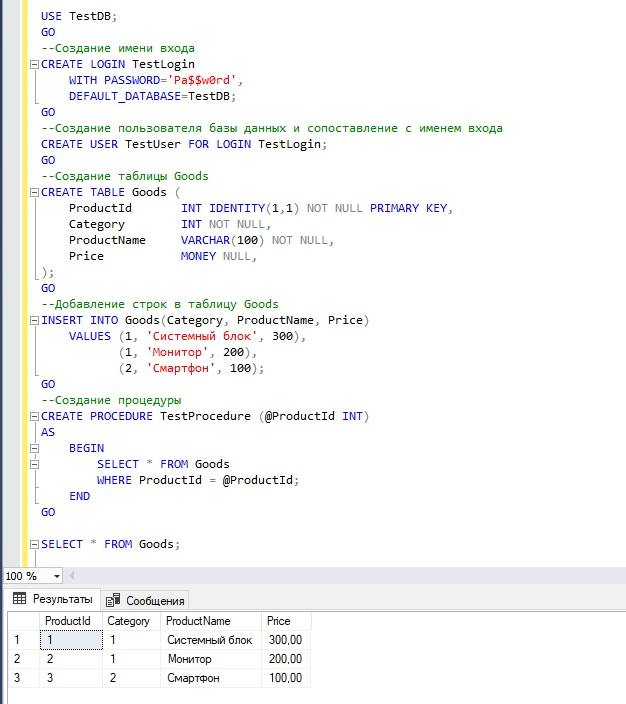 USE TestDB;
GO
--Создание имени входа
CREATE LOGIN TestLogin
WITH PASSWORD='Pa$$w0rd',
DEFAULT_DATABASE=TestDB;
GO
--Создание пользователя базы данных и сопоставление с именем входа
CREATE USER TestUser FOR LOGIN TestLogin;
GO
--Создание таблицы Goods
CREATE TABLE Goods (
ProductId INT IDENTITY(1,1) NOT NULL PRIMARY KEY,
Category INT NOT NULL,
ProductName VARCHAR(100) NOT NULL,
Price MONEY NULL,
);
GO
--Добавление строк в таблицу Goods
INSERT INTO Goods(Category, ProductName, Price)
VALUES (1, 'Системный блок', 300),
(1, 'Монитор', 200),
(2, 'Смартфон', 100);
GO
--Создание процедуры
CREATE PROCEDURE TestProcedure (@ProductId INT)
AS
BEGIN
SELECT * FROM Goods
WHERE ProductId = @ProductId;
END
GO
SELECT * FROM Goods;
100 %
Результаты Сообщения
ProductId Category ProductName Price
1 1 1 Системный блок 300,00
2 2 1 Монитор 200,00
3 3 2 Смартфон 100,00